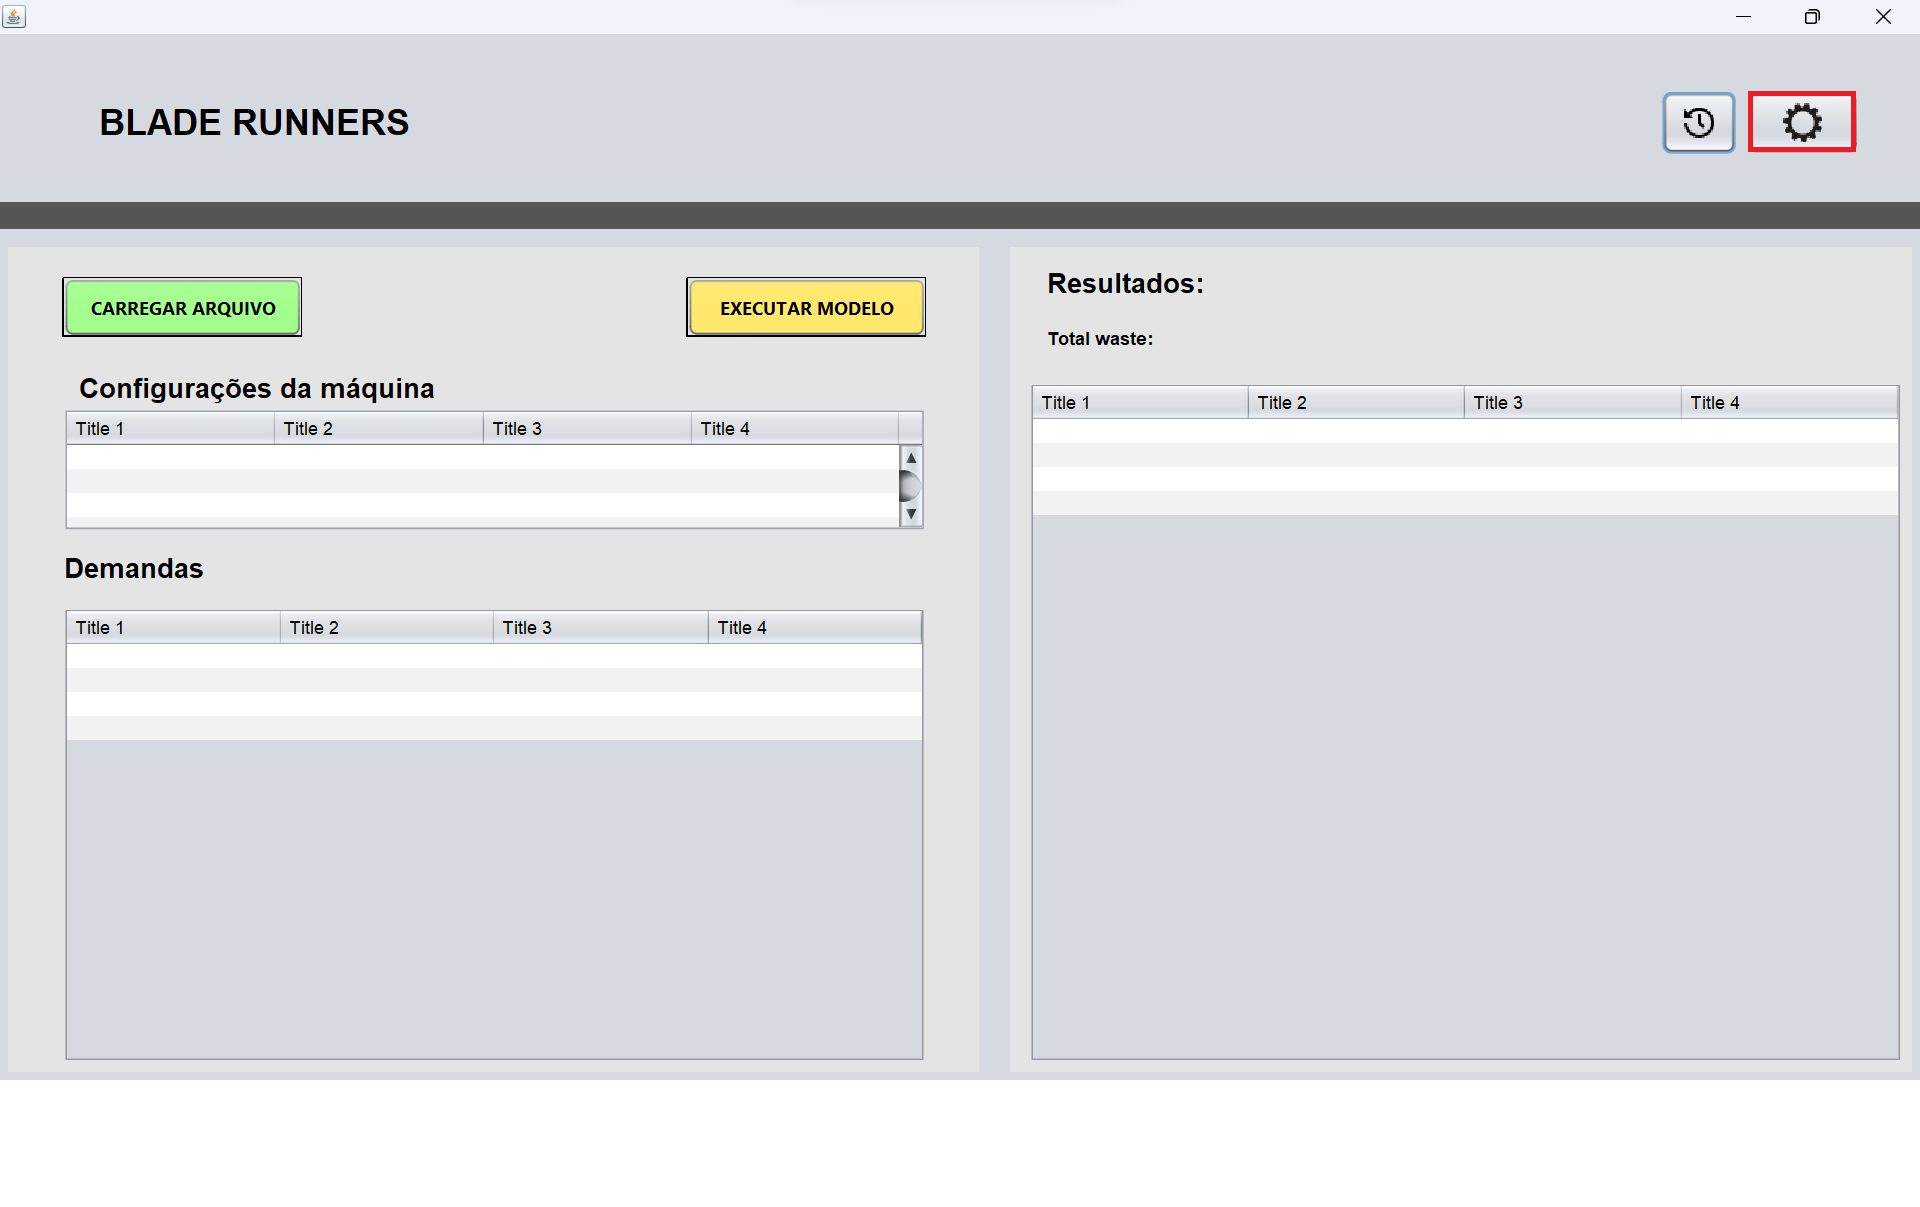 BLADE RUNNERS
CARREGAR ARQUIVO
EXECUTAR MODELO
Configurações da máquina
Title 1 Title 2 Title 3 Title 4
Demandas
Title 1 Title 2 Title 3 Title 4
Resultados:
Total waste:
Title 1 Title 2 Title 3 Title 4